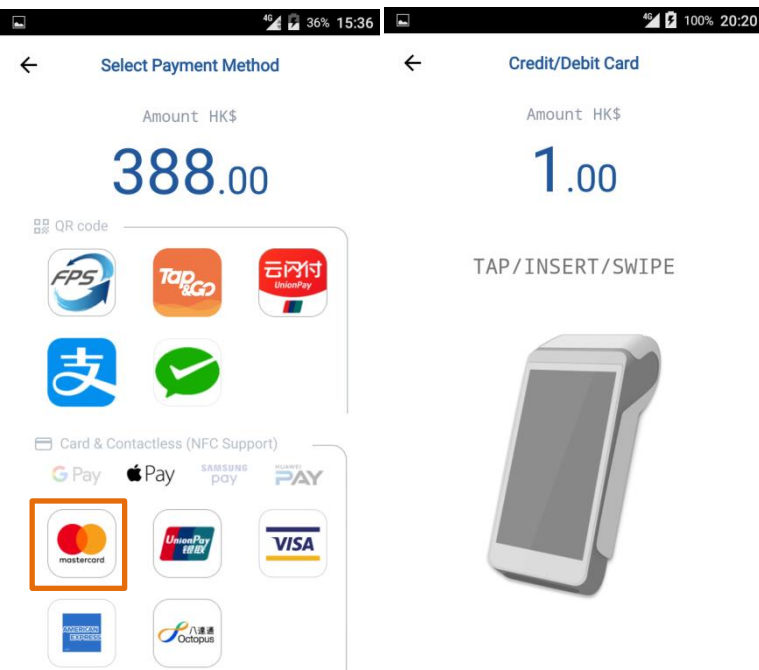 4G 36% 15:36
Select Payment Method
Amount HK$
388.00
QR code
FPS
Tap
&Go
云闪付
UnionPay
支
Card & Contactless (NFC Support)
G Pay Pay SAMSUNG pay HUAWEI PAY
mastercard
UnionPay
银联
VISA
AMERICAN
EXPRESS
八達通
Octopus
4G 100% 20:20
Credit/Debit Card
Amount HK$
1.00
TAP/INSERT/SWIPE